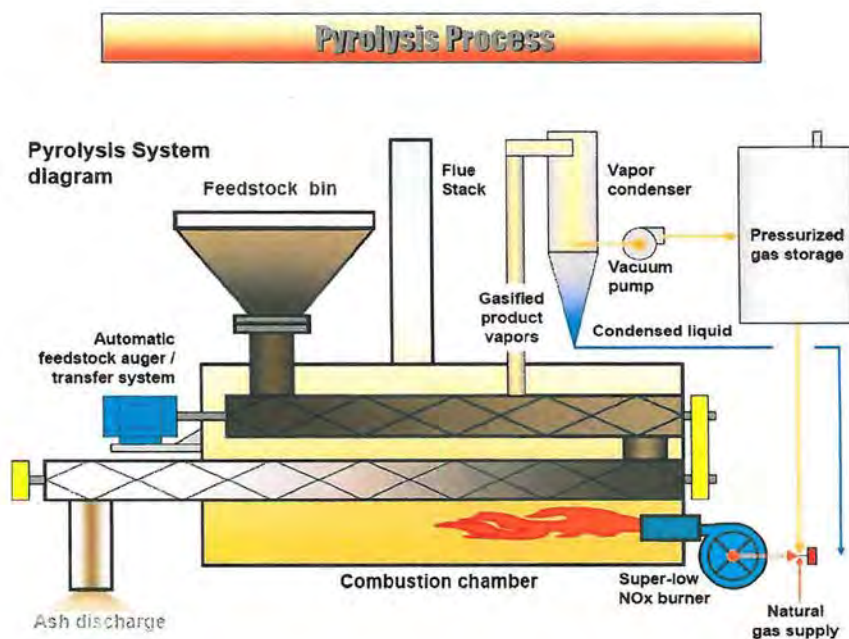 Pyrolysis Process
Pyrolysis System
diagram
Feedstock bin
Flue
Stack
Vapor
condenser
Pressurized
gas storage
Vacuum
pump
Gasified
product
vapors
Condensed liquid
Automatic
feedstock auger /
transfer system
Combustion chamber
Super-low
NOx burner
Natural
gas supply
Ash discharge